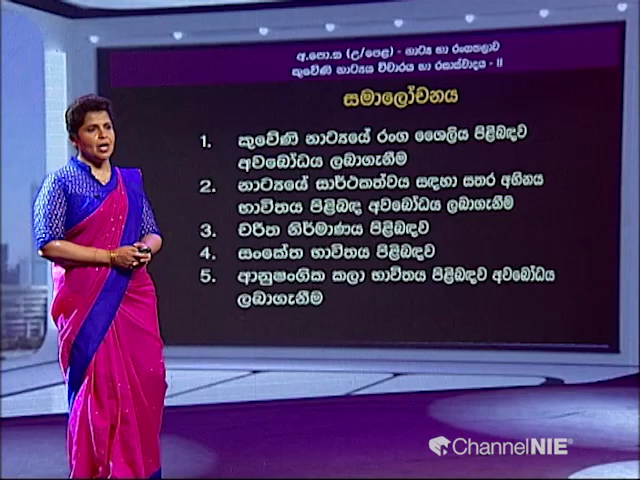 අ.පො.ස (උ/පෙළ) - නාට්‍ය හා රංගකලාව
කුවේණි නාට්‍යය විචාරය හා රසාස්වාදය - II
සමාලෝචනය
1. කුවේණි නාට්‍යයේ රංග ශෛලිය පිළිබඳව
අවබෝධය ලබාගැනීම
2. නාට්‍යයේ සාර්ථකත්වය සඳහා සතර අභිනය
භාවිතය පිළිබඳ අවබෝධය ලබාගැනීම
3. චරිත නිර්මාණය පිළිබඳව
4. සංකේත භාවිතය පිළිබඳව
5. ආනුෂංගික කලා භාවිතය පිළිබඳව අවබෝධය
ලබාගැනීම
ChannelNIE